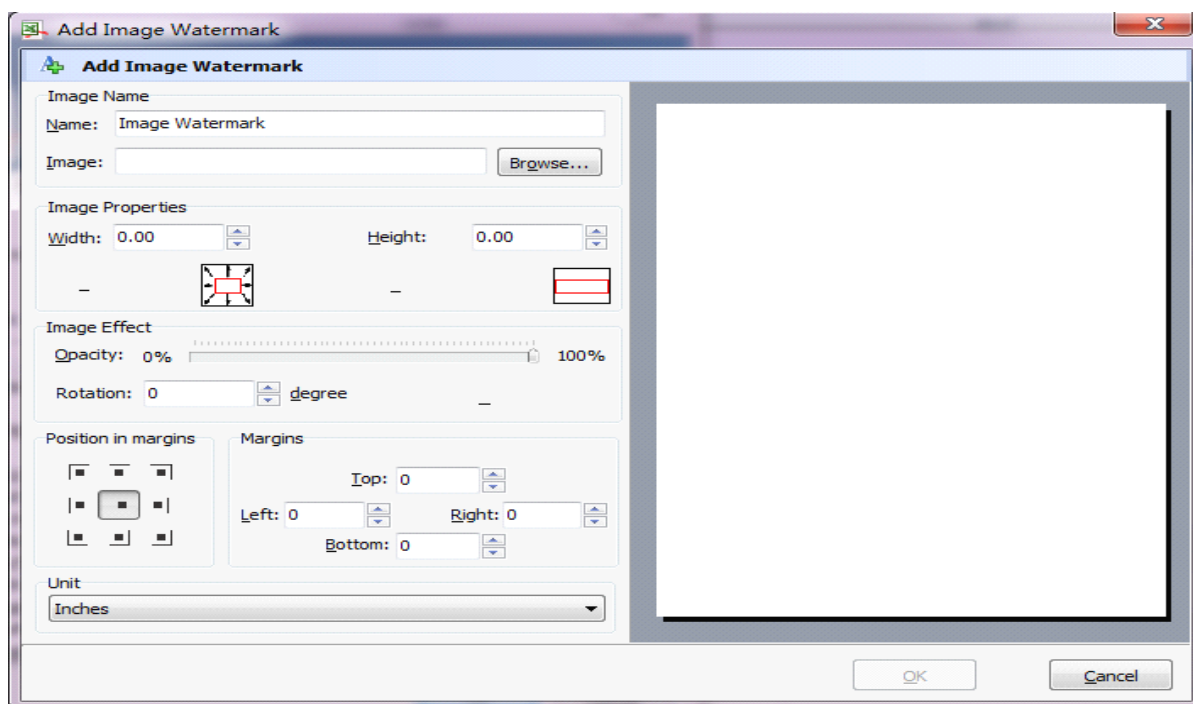 Add Image Watermark
Add Image Watermark
Image Name
Name: Image Watermark
Image: Browse...
Image Properties
Width: 0.00 Height: 0.00
Image Effect
Opacity: 0% 100%
Rotation: 0 degree
Position in margins Margins
Top: 0
Left: 0 Right: 0
Bottom: 0
Unit
Inches
OK Cancel